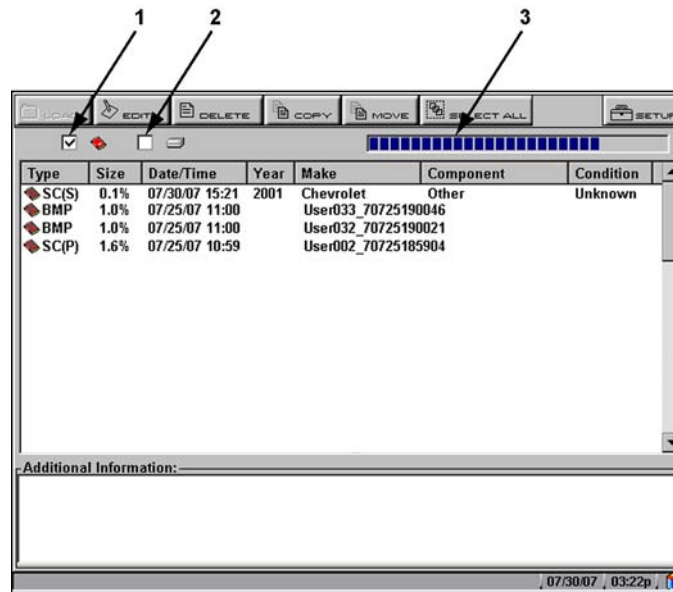 1 2 3
LOAD EDIT DELETE COPY MOVE SELECT ALL SETUP
Type Size Date/Time Year Make Component Condition
SC(S) 0.1% 07/30/07 15:21 2001 Chevrolet Other Unknown
BMP 1.0% 07/25/07 11:00 User033_70725190046
BMP 1.0% 07/25/07 11:00 User032_70725190021
SC(P) 1.6% 07/25/07 10:59 User002_70725185904
Additional Information:
07/30/07 03:22p